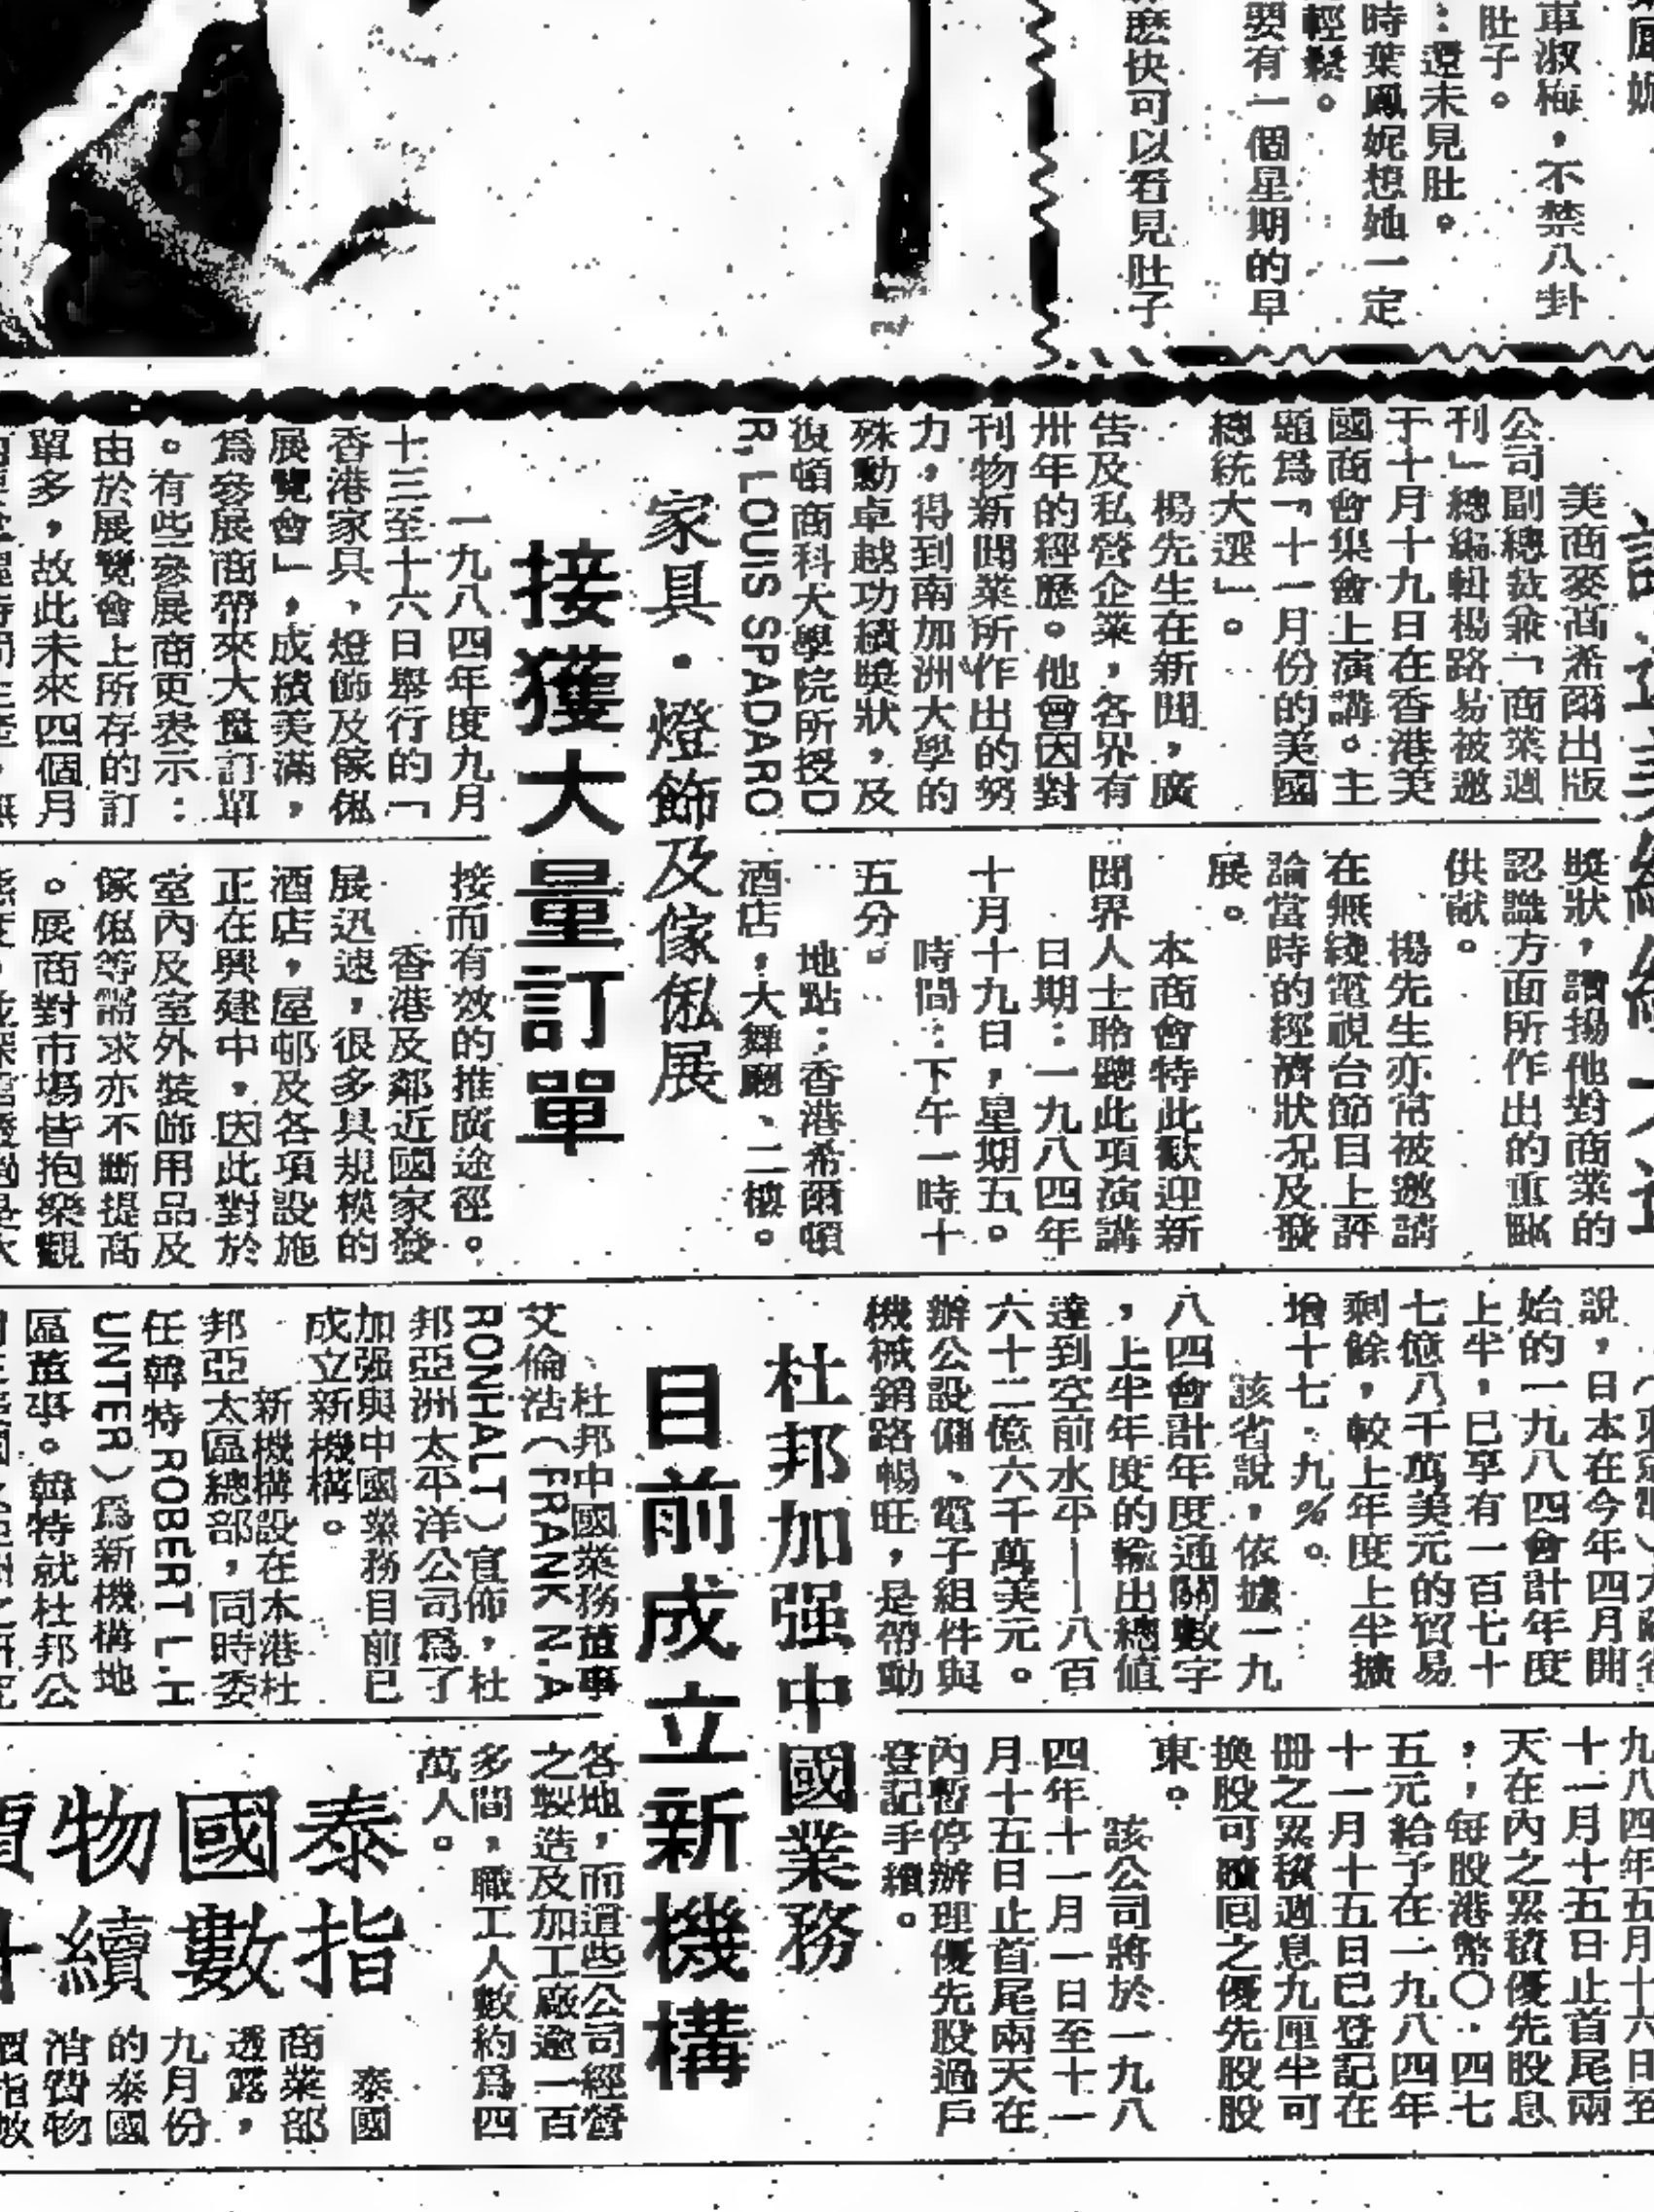 車淑梅，不禁八卦
肚子。
：還未見肚。
時葉鳳妮想她一定
輕鬆。
要有一個星期的早
麼快可以看見肚子
美商麥高希爾出版
公司副總裁兼「商業週
刊」總編輯楊路易被邀
于十月十九日在香港美
國商會集會上演講。主
題爲「十一月份的美國
總統大選」。
楊先生在新聞，廣
告及私營企業，各界有
卅年的經歷。他曾因對
刊物新聞業所作出的努
力，得到南加洲大學的
殊勳卓越功績獎狀，及
復頓商科大學院所授D
R, LOUIS SPADARO
獎狀，讚揚他對商業的
認識方面所作出的重
供献。
楊先生亦常被邀請
在無綫電視台節目上評
論當時的經濟狀况及發
展。
本商會特此歡迎新
聞界人士聆聽此項演講
日期：一九八四年
十月十九日，星期五。
時間：下午一時十
五分。
地點：香港希爾頓
酒店，大舞廳、二樓。
家具·燈飾及傢俬展
接獲大量訂單
一九八四年度九月
十三至十六日舉行的「
香港家具、燈飾及傢俬
展覽會」，成績美滿，
爲參展商帶來大量訂單
。有些參展商更表示：
由於展覽會上所存的訂
單多，故此未來四個月
接而有效的推廣途徑。
香港及鄰近國家發
展迅速，很多具規模的
酒店，屋邨及各項設施
正在興建中，因此對於
室內及室外裝飾用品及
傢俬等需求亦不斷提高
。展商對市場皆抱樂觀
說，日本在今年四月開
始的一九八四會計年度
上半，已享有一百七十
七億八千萬美元的貿易
剩餘，較上年度上半擴
增十七·九％。
該省說，依據一九
八四會計年度通關數字
，上半年度的輸出總值
達到空前水平——八百
六十二億六千萬美元。
辦公設備、電子組件與
機械銷路暢旺，是帶動
九八四年五月十六日至
十一月十五日止首尾兩
天在內之累積優先股息
，每股港幣〇·四七
五元給予在一九八四年
十一月十五日已登記在
冊之累積週息九厘半可
換股可贖回之優先股股
東。
該公司將於一九八
四年十一月一日至十一
月十五日止首尾兩天在
內暫停辦理優先股過戶
登記手續。
杜邦加强中國業務
目前成立新機構
杜邦中國業務董事
艾倫浩（FRANK N.A
RONHALT）宣佈，杜
邦亞洲太平洋公司爲了
加强與中國業務目前已
成立新機構。
新機構設在本港杜
邦亞太區總部，同時委
任韓特ROBERT L.H
UNTER）爲新機構地
區董事。韓特就杜邦公
各地，而這些公司經營
之製造及加工廠逾一百
多間，職工人數約爲四
萬人。
泰國物
指數續
泰國
商業部
透露，
九月份
的泰國
消費物